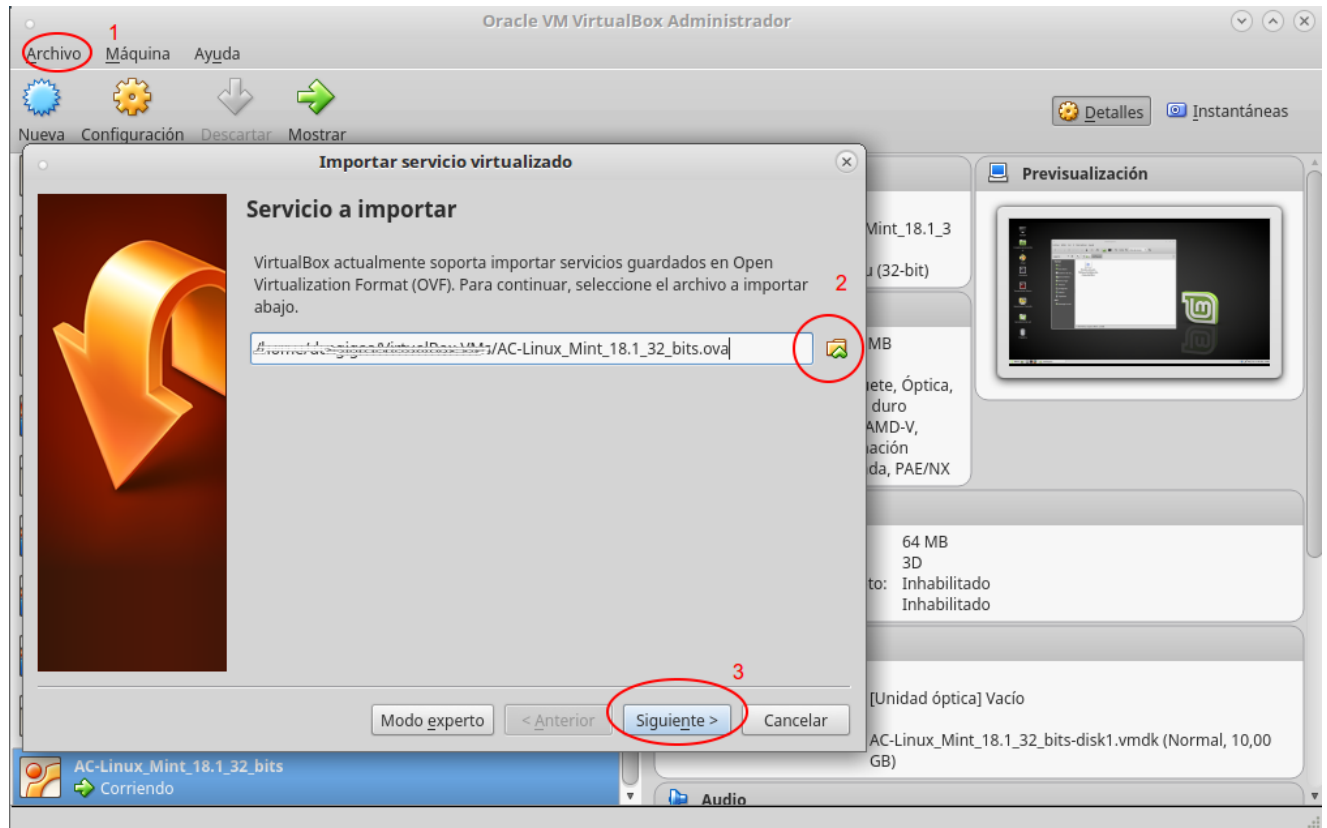 Oracle VM VirtualBox Administrador
1
Archivo Máquina Ayuda
Nueva Configuración Descartar Mostrar
Detalles Instantáneas
Importar servicio virtualizado
Servicio a importar
VirtualBox actualmente soporta importar servicios guardados en Open
Virtualization Format (OVF). Para continuar, seleccione el archivo a importar
abajo.
2
/AC-Linux_Mint_18.1_32_bits.ova
3
Modo experto < Anterior Siguiente > Cancelar
Previsualización
Mint_18.1_3
(32-bit)
MB
Óptica,
duro
AMD-V,
PAE/NX
64 MB
3D
Inhabilitado
Inhabilitado
[Unidad óptica] Vacío
AC-Linux_Mint_18.1_32_bits-disk1.vmdk (Normal, 10,00
GB)
Audio
AC-Linux_Mint_18.1_32_bits
Corriendo